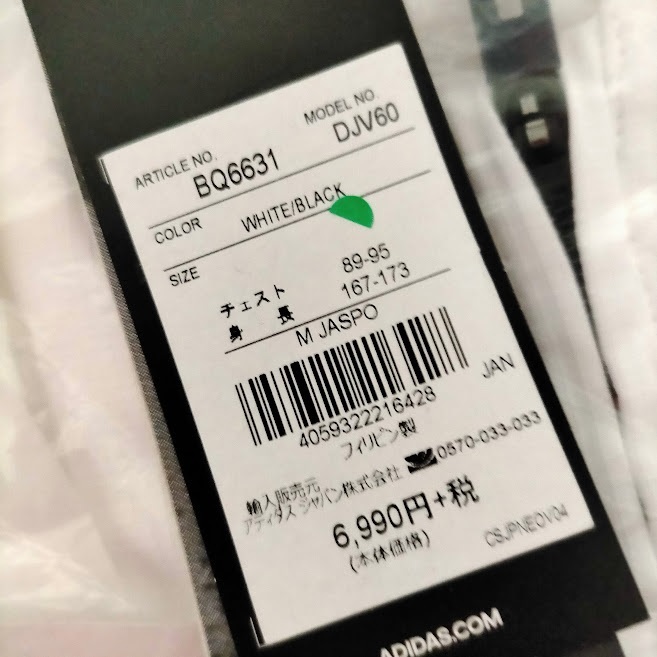 ARTICLE NO.
MODEL NO.
BQ6631
DJV60
COLOR
WHITE/BLACK
SIZE
チェスト 89-95
身長 167-173
M JASPO
4059322216428
JAN
フィリピン製
輸入販売元
アディダス ジャパン株式会社
0570-033-033
6,990円+税
(本体価格)
CSJPNEOV04
ADIDAS.COM